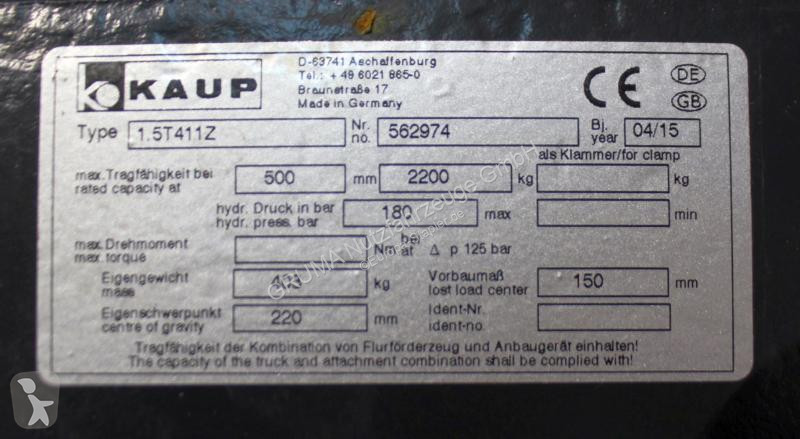 KAUP
D-63741 Aschaffenburg
Tel.: + 49 6021 865-0
Braunstraße 17
Made in Germany
CE
DE
GB
Type 1.5T411Z Nr. no. 562974 Bj. year 04/15
als Klammer/for clamp
max. Tragfähigkeit bei rated capacity at 500 mm 2200 kg kg
hydr. Druck in bar hydr. press. bar 180 max min
max. Drehmoment max. torque Nm bei at Δ p 125 bar
Eigengewicht mass kg Vorbaumaß lost load center 150 mm
Eigenschwerpunkt centre of gravity 220 mm Ident-Nr. ident-no.
Tragfähigkeit der Kombination von Flurförderzeug und Anbaugerät einhalten!
The capacity of the truck and attachment combination shall be complied with!
GRUMA Nutzfahrzeuge GmbH